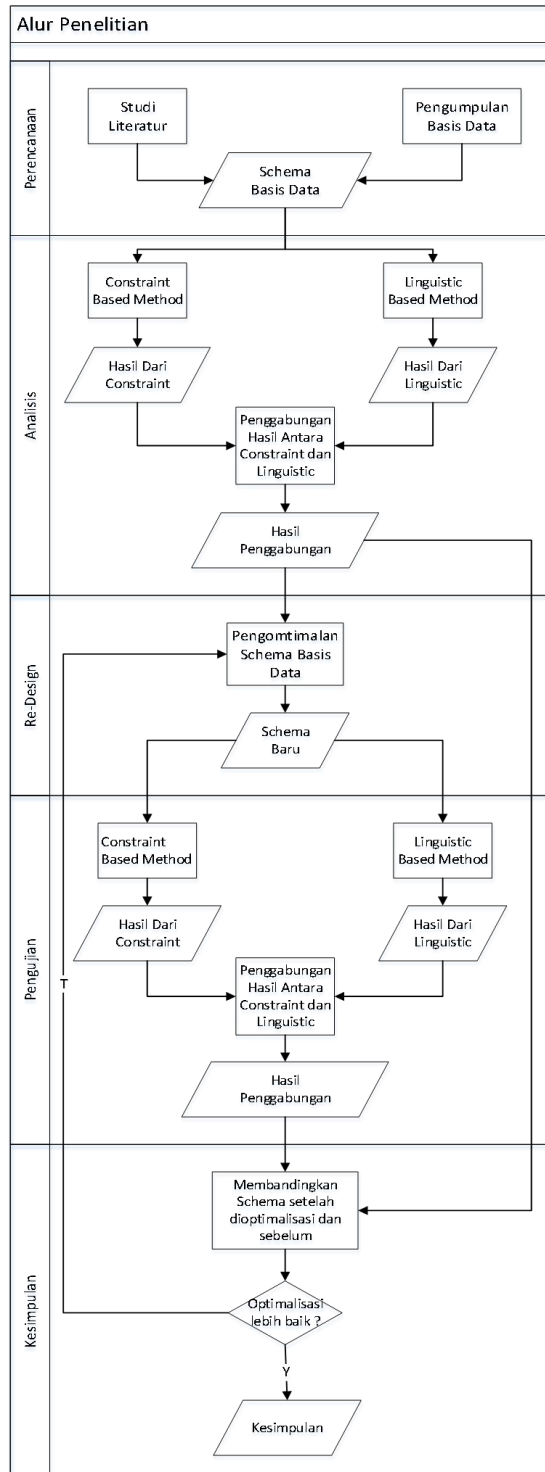 Alur Penelitian
Perencanaan
Studi
Literatur
Pengumpulan
Basis Data
Schema
Basis Data
Analisis
Constraint
Based Method
Linguistic
Based Method
Hasil Dari
Constraint
Hasil Dari
Linguistic
Penggabungan
Hasil Antara
Constraint dan
Linguistic
Hasil
Penggabungan
Re-Design
Pengomtimalan
Schema Basis
Data
Schema
Baru
Pengujian
Constraint
Based Method
Linguistic
Based Method
Hasil Dari
Constraint
Hasil Dari
Linguistic
T
Penggabungan
Hasil Antara
Constraint dan
Linguistic
Hasil
Penggabungan
Kesimpulan
Membandingkan
Schema setelah
dioptimalisasi dan
sebelum
Optimalisasi
lebih baik ?
Y
Kesimpulan